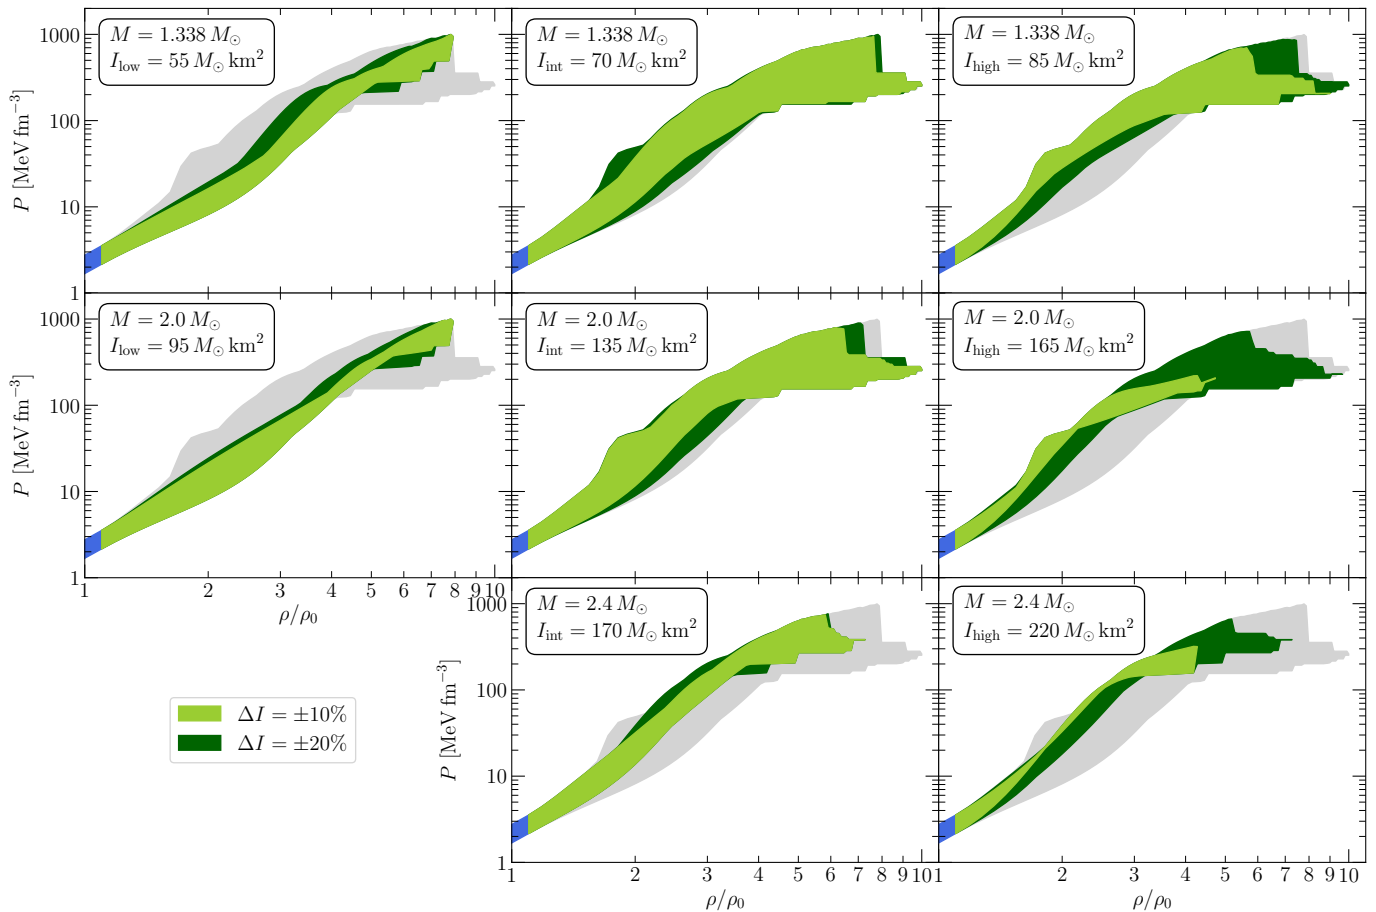 M = 1.338 M⊙
I_low = 55 M⊙ km²
M = 1.338 M⊙
I_int = 70 M⊙ km²
M = 1.338 M⊙
I_high = 85 M⊙ km²
1000
100
10
1
P [MeV fm⁻³]
M = 2.0 M⊙
I_low = 95 M⊙ km²
M = 2.0 M⊙
I_int = 135 M⊙ km²
M = 2.0 M⊙
I_high = 165 M⊙ km²
1000
100
10
1
P [MeV fm⁻³]
1 2 3 4 5 6 7 8 9 10
ρ/ρ₀
M = 2.4 M⊙
I_int = 170 M⊙ km²
M = 2.4 M⊙
I_high = 220 M⊙ km²
1000
100
10
1
P [MeV fm⁻³]
ΔI = ±10%
ΔI = ±20%
1 2 3 4 5 6 7 8 9 10
1 2 3 4 5 6 7 8 9 10
ρ/ρ₀
ρ/ρ₀